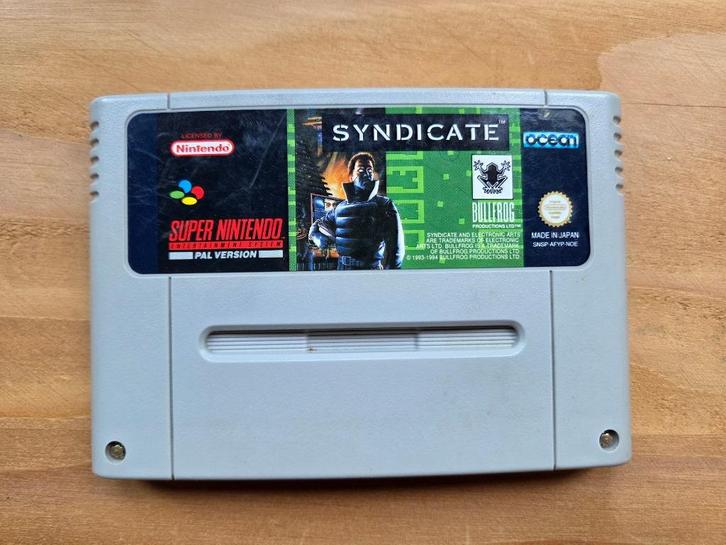 LICENSED BY
Nintendo
SUPER NINTENDO
ENTERTAINMENT SYSTEM
PAL VERSION
SYNDICATE™
ocean
BULLFROG
PRODUCTIONS LTD™
SYNDICATE AND ELECTRONIC ARTS
ARE TRADEMARKS OF ELECTRONIC
ARTS LTD. BULLFROG IS A TRADEMARK
OF BULLFROG PRODUCTIONS LTD.
© 1993-1994 BULLFROG PRODUCTIONS LTD.
MADE IN JAPAN
SNSP-AFYP-NOE